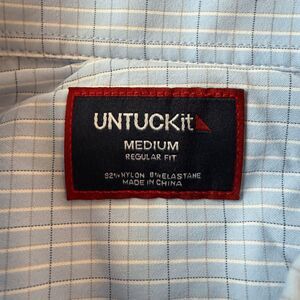 UNTUCKit
MEDIUM
REGULAR FIT
92% NYLON 8% ELASTANE
MADE IN CHINA